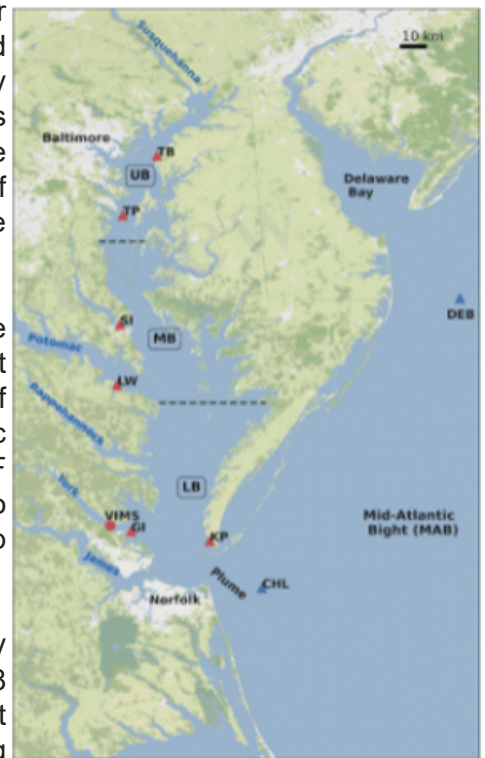 Susquehanna
10 km
Baltimore
TB
UB
Delaware
Bay
TP
DEB
SI
MB
Potomac
LW
Rappahannock
LB
York
VIMS
GI
KP
Mid-Atlantic
Bight (MAB)
James
Plume
CHL
Norfolk